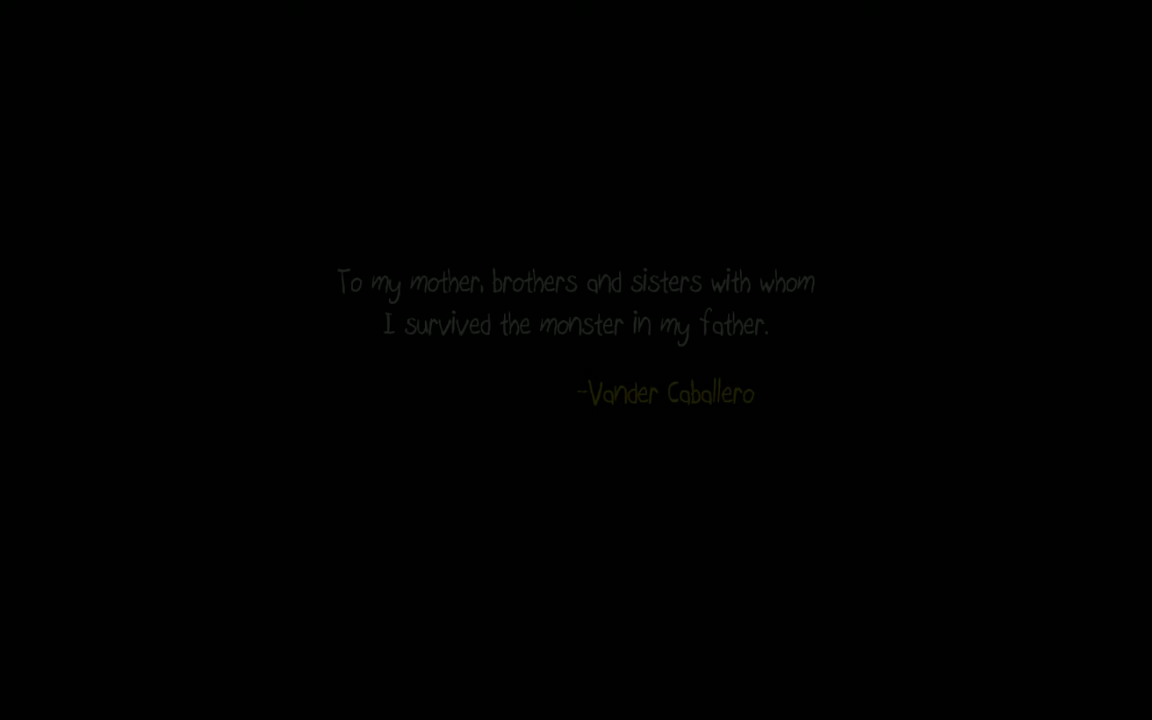 To my mother, brothers and sisters with whom
I survived the monster in my father.
-Vander Caballero